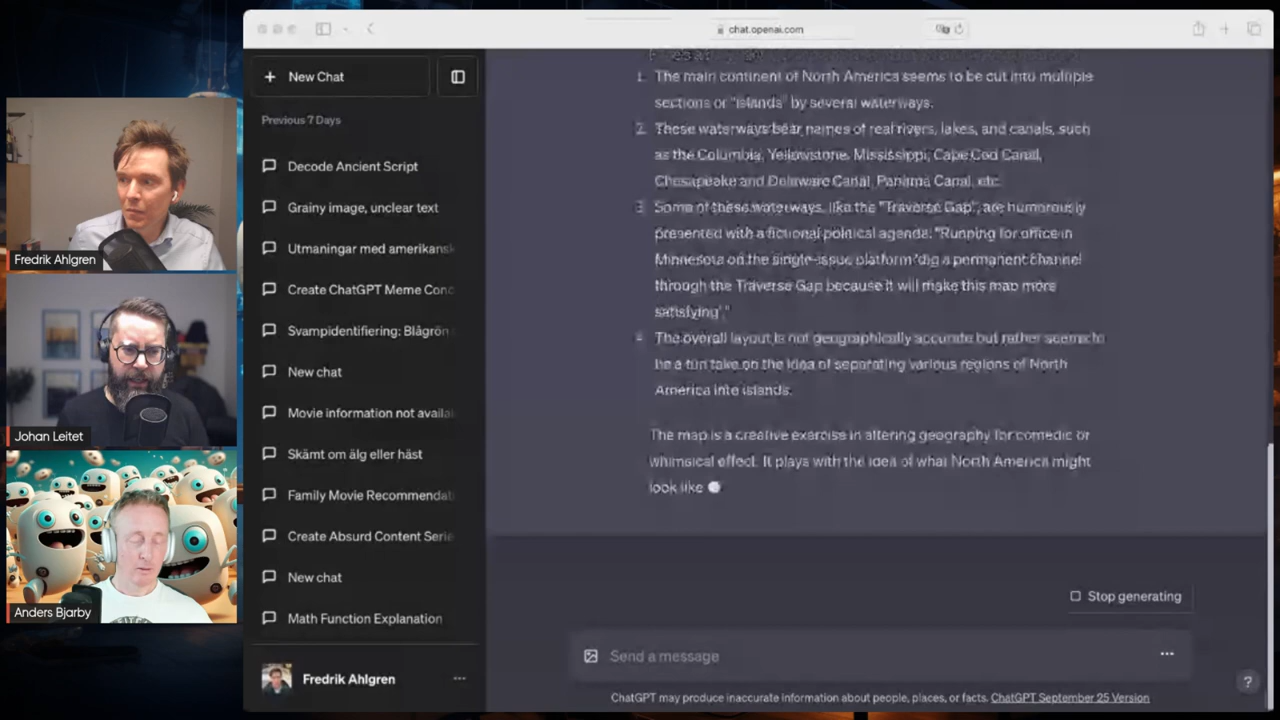 chat.openai.com
New Chat
Previous 7 Days
Decode Ancient Script
Grainy image, unclear text
Utmaningar med amerikansk
Create ChatGPT Meme Conc
Svampidentifiering: Blågrön
New chat
Movie information not availa
Skämt om älg eller häst
Family Movie Recommendat
Create Absurd Content Serie
New chat
Math Function Explanation
Fredrik Ahlgren
1. The main continent of North America seems to be cut into multiple
sections or "islands" by several waterways.
2. These waterways bear names of real rivers, lakes, and canals, such
as the Columbia, Yellowstone, Mississippi, Cape Cod Canal,
Chesapeake and Delaware Canal, Panama Canal, etc.
3. Some of these waterways, like the "Traverse Gap", are humorously
presented with a fictional political agenda: "Running for office in
Minnesota on the single-issue platform 'dig a permanent channel
through the Traverse Gap because it will make this map more
satisfying'."
4. The overall layout is not geographically accurate but rather seems to
be a fun take on the idea of separating various regions of North
America into islands.
The map is a creative exercise in altering geography for comedic or
whimsical effect. It plays with the idea of what North America might
look like
Stop generating
Send a message
ChatGPT may produce inaccurate information about people, places, or facts. ChatGPT September 25 Version
?
Fredrik Ahlgren
Johan Leitet
Anders Bjarby